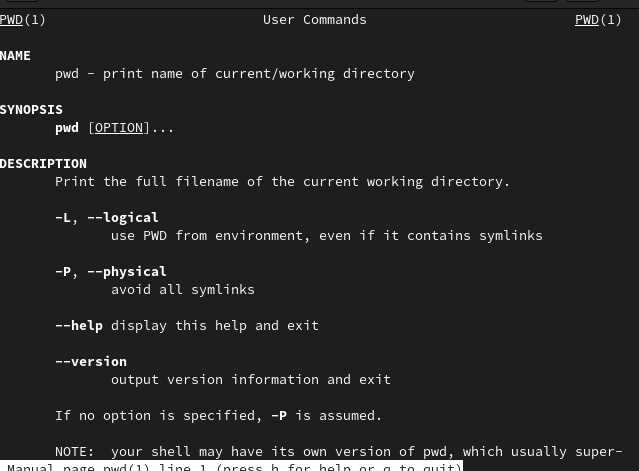 PWD(1) User Commands PWD(1)
NAME
pwd - print name of current/working directory
SYNOPSIS
pwd [OPTION]...
DESCRIPTION
Print the full filename of the current working directory.
-L, --logical
use PWD from environment, even if it contains symlinks
-P, --physical
avoid all symlinks
--help display this help and exit
--version
output version information and exit
If no option is specified, -P is assumed.
NOTE: your shell may have its own version of pwd, which usually super-
Manual page pwd(1) line 1 (press h for help or q to quit)